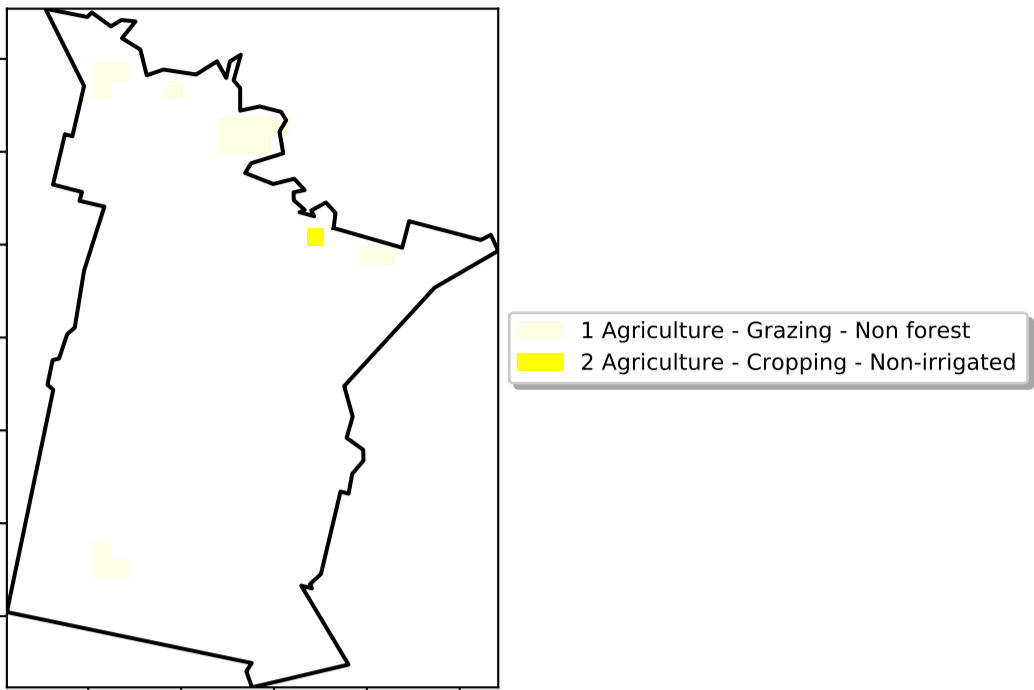 1 Agriculture - Grazing - Non forest
2 Agriculture - Cropping - Non-irrigated